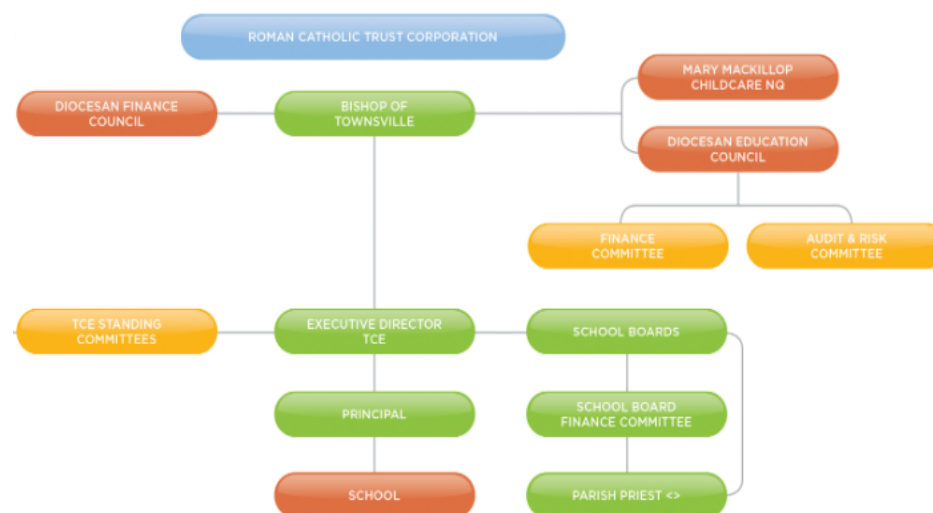 ROMAN CATHOLIC TRUST CORPORATION
MARY MACKILLOP
CHILDCARE NQ
DIOCESAN FINANCE
COUNCIL
BISHOP OF
TOWNSVILLE
DIOCESAN EDUCATION
COUNCIL
FINANCE
COMMITTEE
AUDIT & RISK
COMMITTEE
TCE STANDING
COMMITTEES
EXECUTIVE DIRECTOR
TCE
SCHOOL BOARDS
PRINCIPAL
SCHOOL BOARD
FINANCE COMMITTEE
SCHOOL
PARISH PRIEST <>